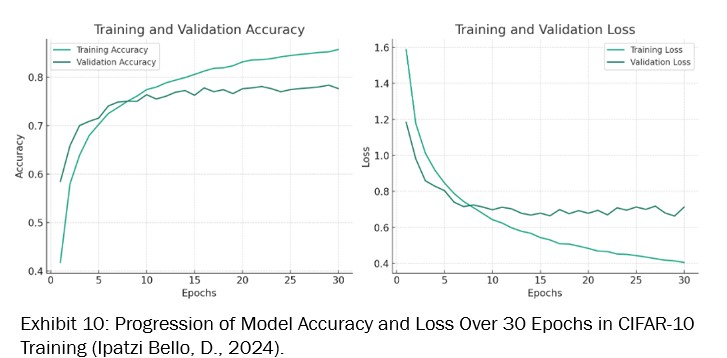 Training and Validation Accuracy
Training Accuracy
Validation Accuracy
0.8
0.7
0.6
0.5
0.4
Accuracy
0 5 10 15 20 25 30
Epochs
Training and Validation Loss
Training Loss
Validation Loss
1.6
1.4
1.2
1.0
0.8
0.6
0.4
Loss
0 5 10 15 20 25 30
Epochs
Exhibit 10: Progression of Model Accuracy and Loss Over 30 Epochs in CIFAR-10
Training (Ipatzi Bello, D., 2024).